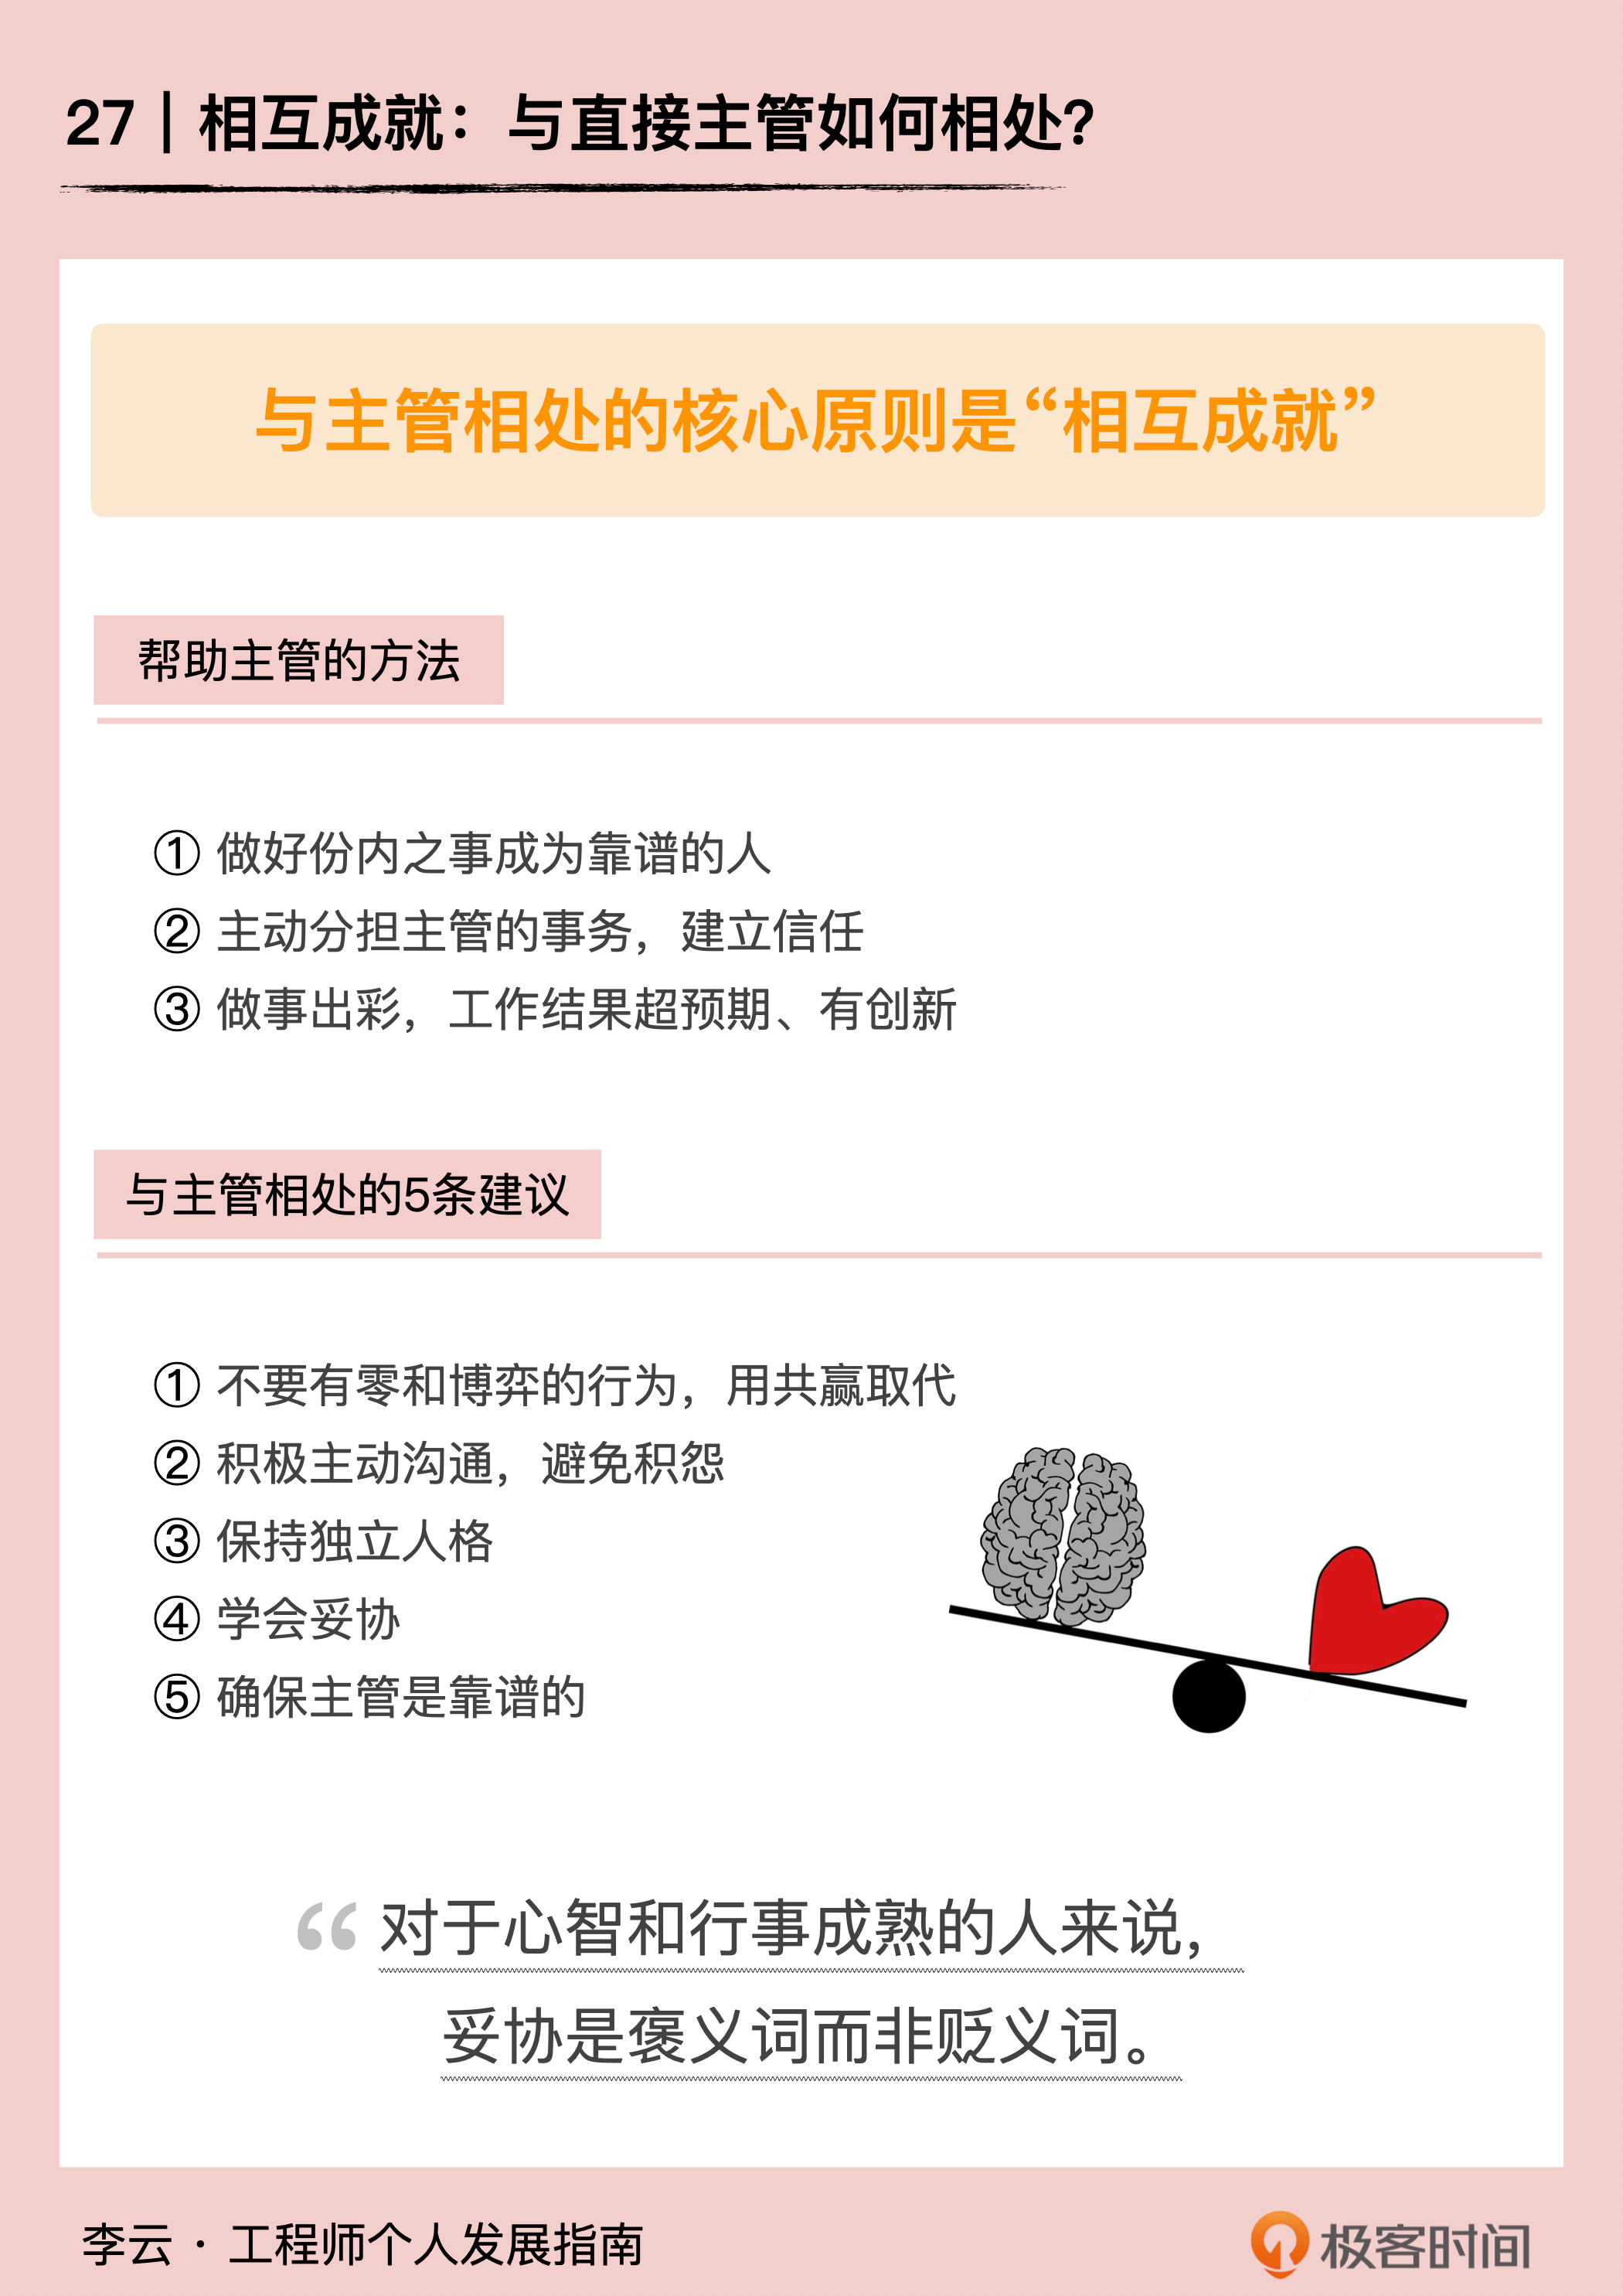 27｜相互成就：与直接主管如何相处？
与主管相处的核心原则是“相互成就”
帮助主管的方法
① 做好份内之事成为靠谱的人
② 主动分担主管的事务，建立信任
③ 做事出彩，工作结果超预期、有创新
与主管相处的5条建议
① 不要有零和博弈的行为，用共赢取代
② 积极主动沟通，避免积怨
③ 保持独立人格
④ 学会妥协
⑤ 确保主管是靠谱的
“ 对于心智和行事成熟的人来说，
妥协是褒义词而非贬义词。
李云 · 工程师个人发展指南
极客时间